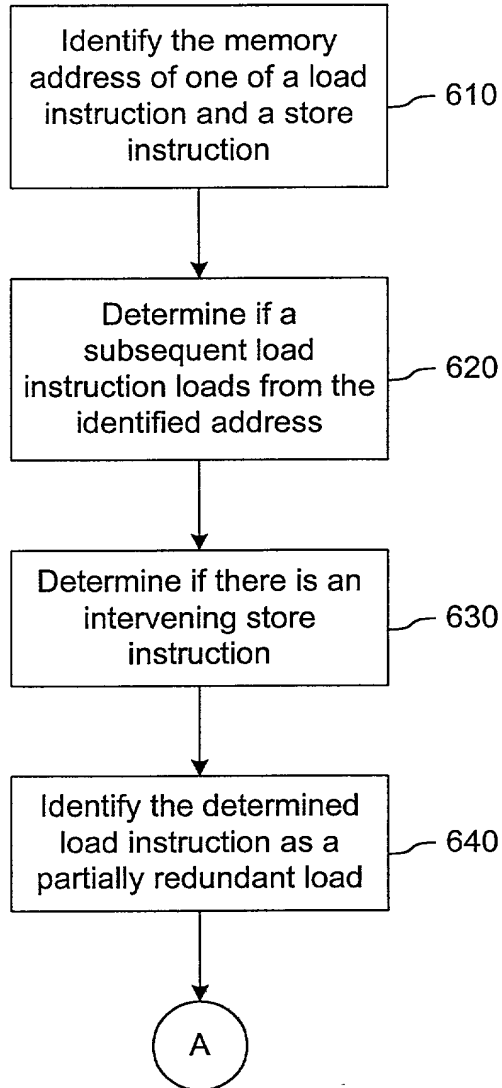 Identify the memory
address of one of a load
instruction and a store
instruction
610
Determine if a
subsequent load
instruction loads from the
identified address
620
Determine if there is an
intervening store
instruction
630
Identify the determined
load instruction as a
partially redundant load
640
A